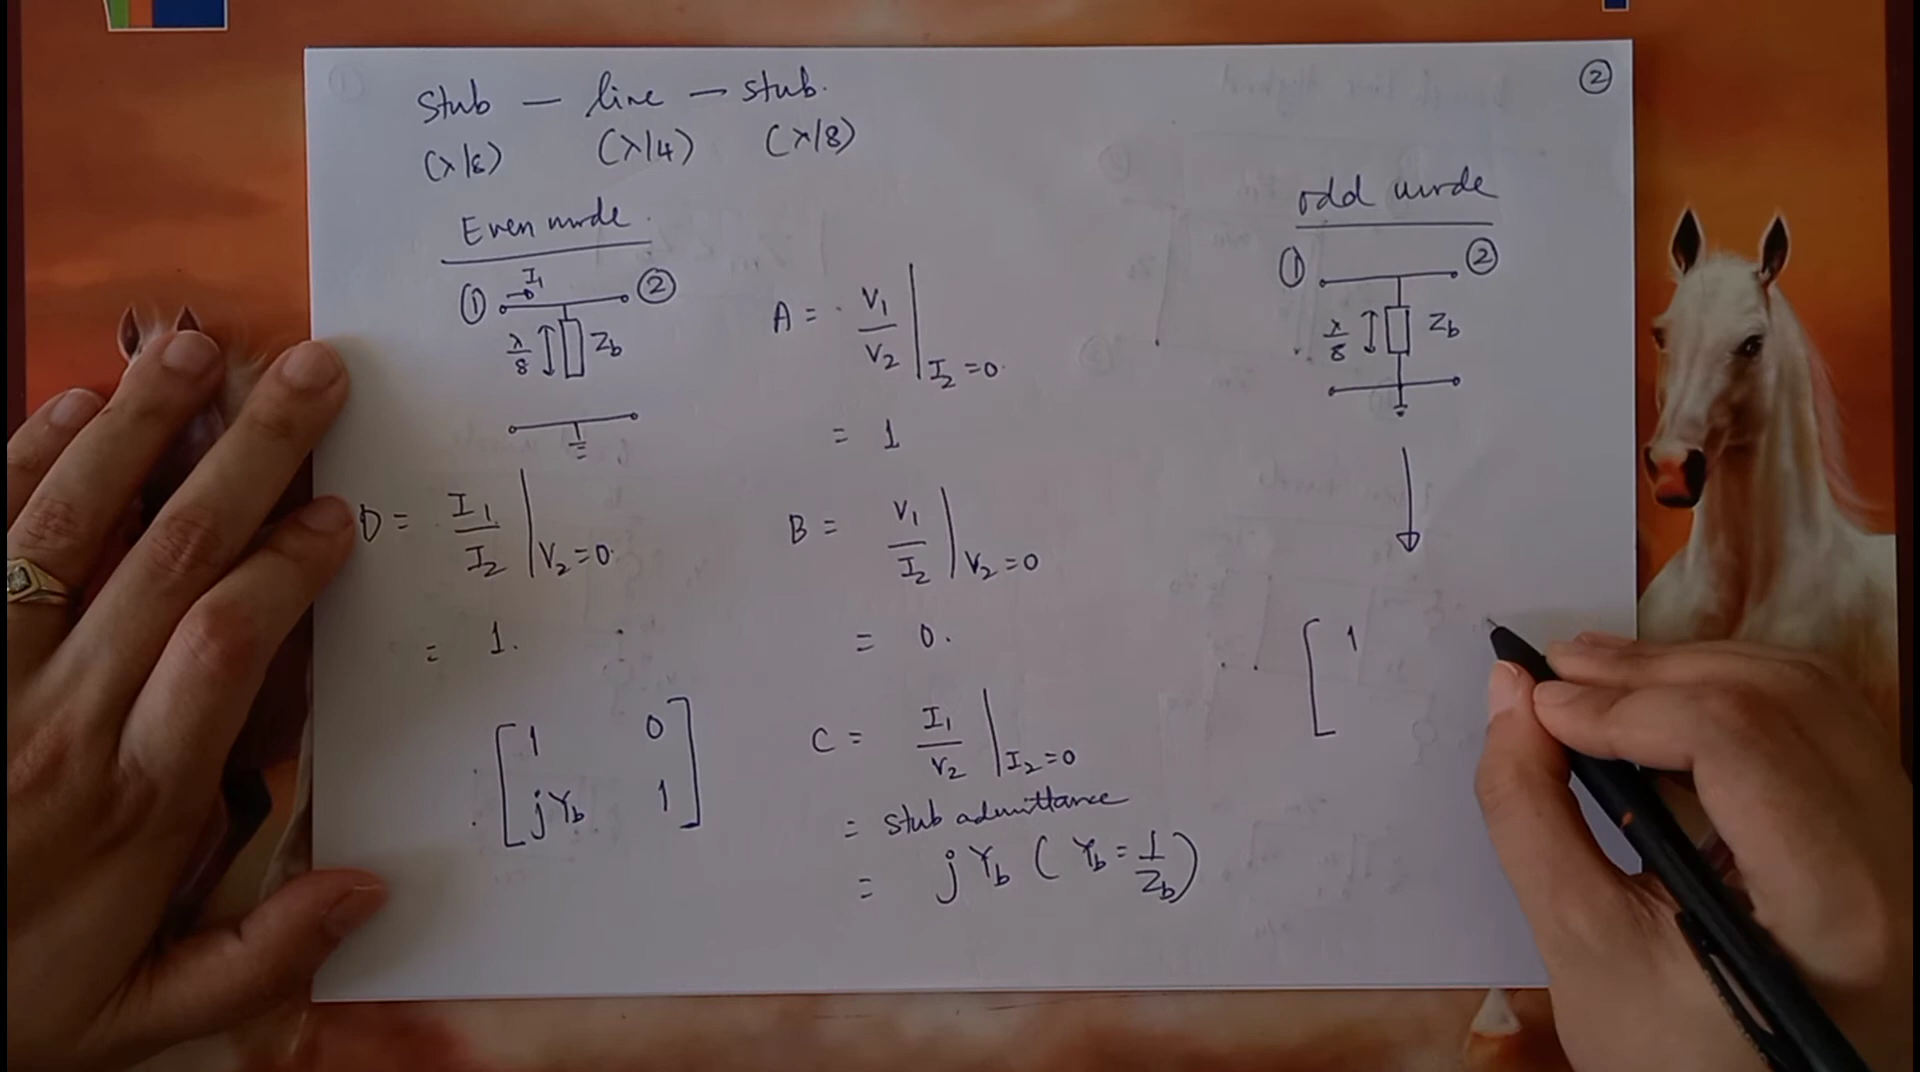 ②
Stub — line — stub.
(λ/8) (λ/4) (λ/8)
Even mode.
① I₁ ②
λ/8 Zb
A = V₁/V₂ |I₂=0.
= 1
D = I₁/I₂ |V₂=0.
= 1.
B = V₁/I₂ |V₂=0
= 0.
[1 0
jYb 1]
C = I₁/V₂ |I₂=0
= stub admittance
= jYb (Yb = 1/Zb)
odd mode
① ②
λ/8 Zb
[1